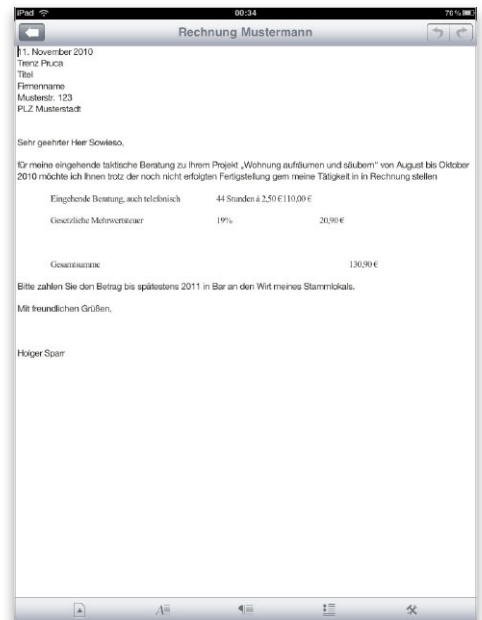 iPad 00:34 76 %
Rechnung Mustermann
11. November 2010
Trenz Pruca
Titel
Firmenname
Musterstr. 123
PLZ Musterstadt
Sehr geehrter Herr Sowieso,
für meine eingehende taktische Beratung zu Ihrem Projekt „Wohnung aufräumen und säubern“ von August bis Oktober
2010 möchte ich Ihnen trotz der noch nicht erfolgten Fertigstellung gern meine Tätigkeit in in Rechnung stellen
Eingehende Beratung, auch telefonisch 44 Stunden á 2,50 €110,00 €
Gesetzliche Mehrwertsteuer 19% 20,90 €
Gesamtsumme 130,90 €
Bitte zahlen Sie den Betrag bis spätestens 2011 in Bar an den Wirt meines Stammlokals.
Mit freundlichen Grüßen,
Holger Sparr